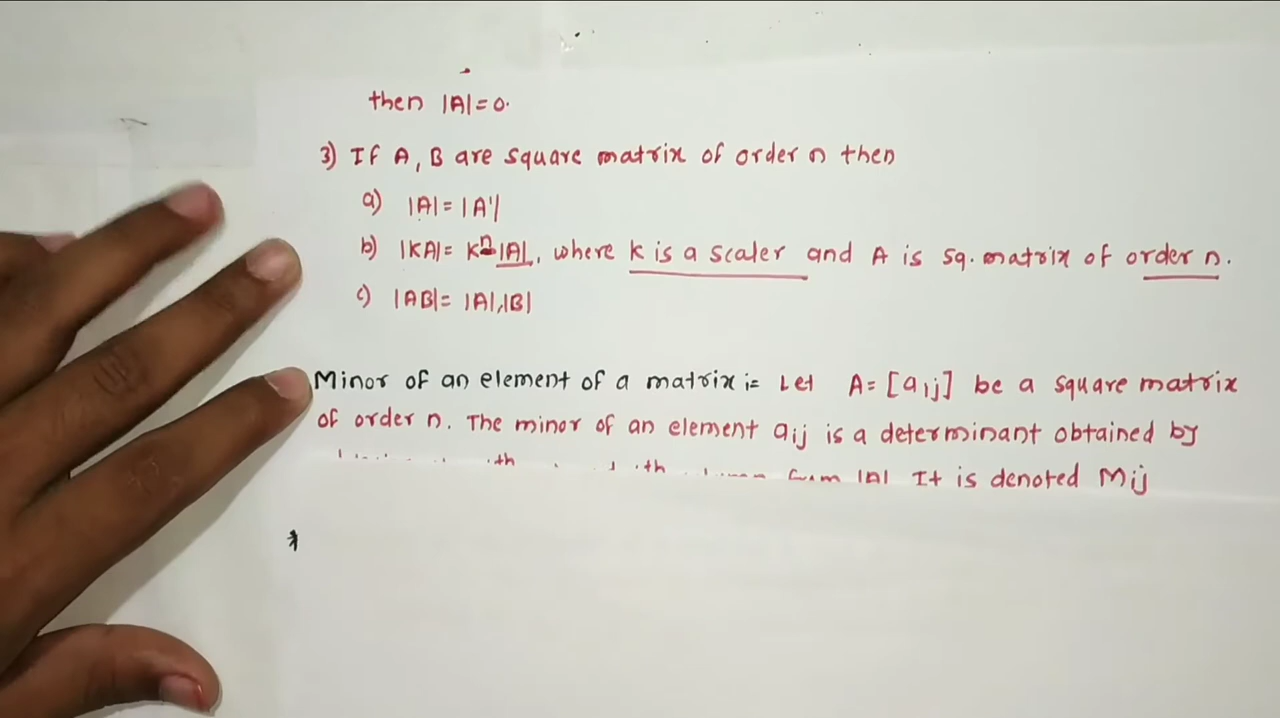 then |A|=0.
3) If A, B are square matrix of order n then
a) |A|=|A'|
b) |KA|= Kⁿ|A|, where k is a scaler and A is sq. matrix of order n.
c) |AB|= |A|.|B|
Minor of an element of a matrix:= Let A= [aij] be a square matrix
of order n. The minor of an element aij is a determinant obtained by
from |A| It is denoted Mij
*